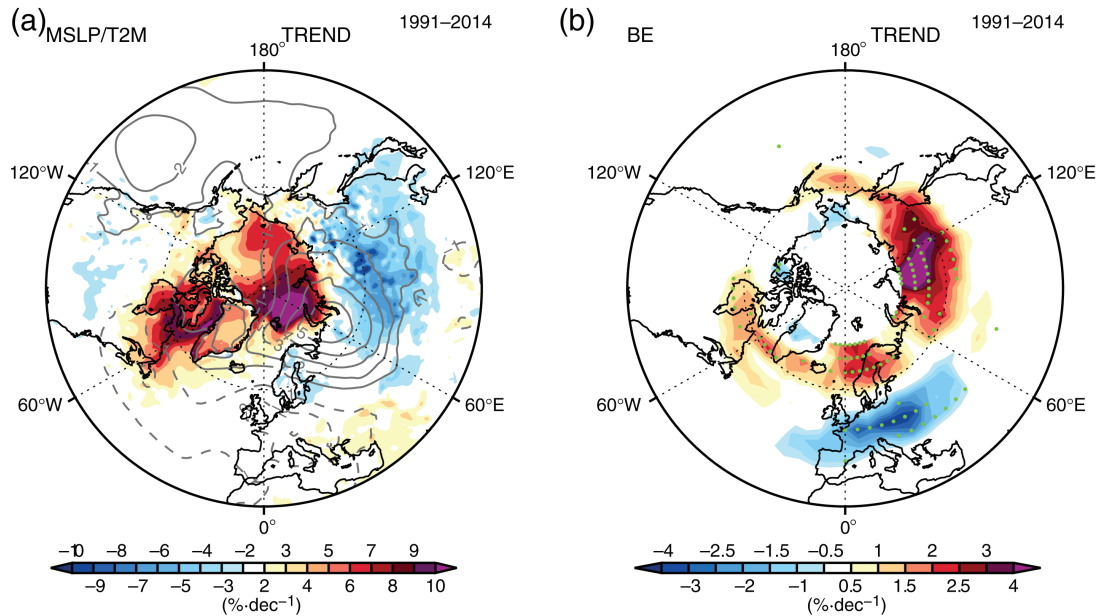 (a)
MSLP/T2M
TREND
1991–2014
180°
120°W
120°E
60°W
60°E
0°
−10 −8 −6 −4 −2 3 5 7 9
−9 −7 −5 −3 2 4 6 8 10
(%·dec⁻¹)
(b)
BE
TREND
1991–2014
180°
120°W
120°E
60°W
60°E
0°
−4 −2.5 −1.5 −0.5 1 2 3
−3 −2 −1 0.5 1.5 2.5 4
(%·dec⁻¹)